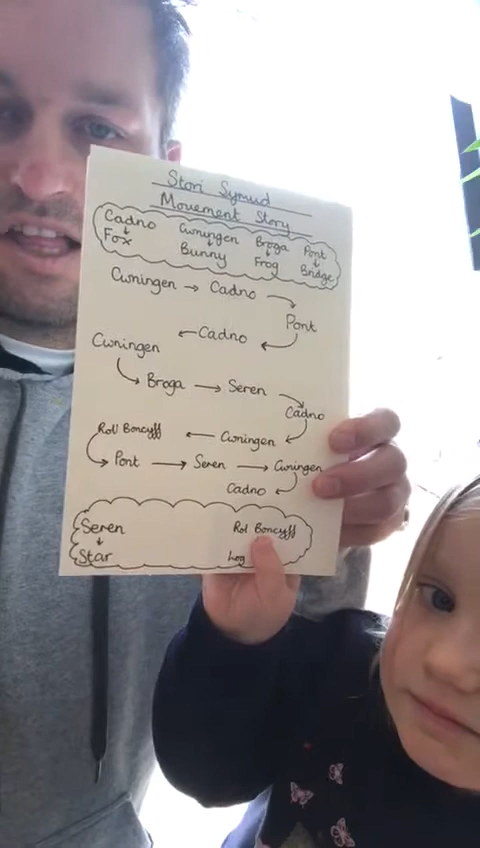 Stori Symud
Movement Story
Cadno Cwningen Broga Pont
Fox Bunny Frog Bridge
Cwningen → Cadno
Pont
Cwningen ← Cadno
Broga → Seren
Cadno
Rol Boncyff ← Cwningen
Pont → Seren → Cwningen
Cadno
Seren Rol Boncyff
Star Log